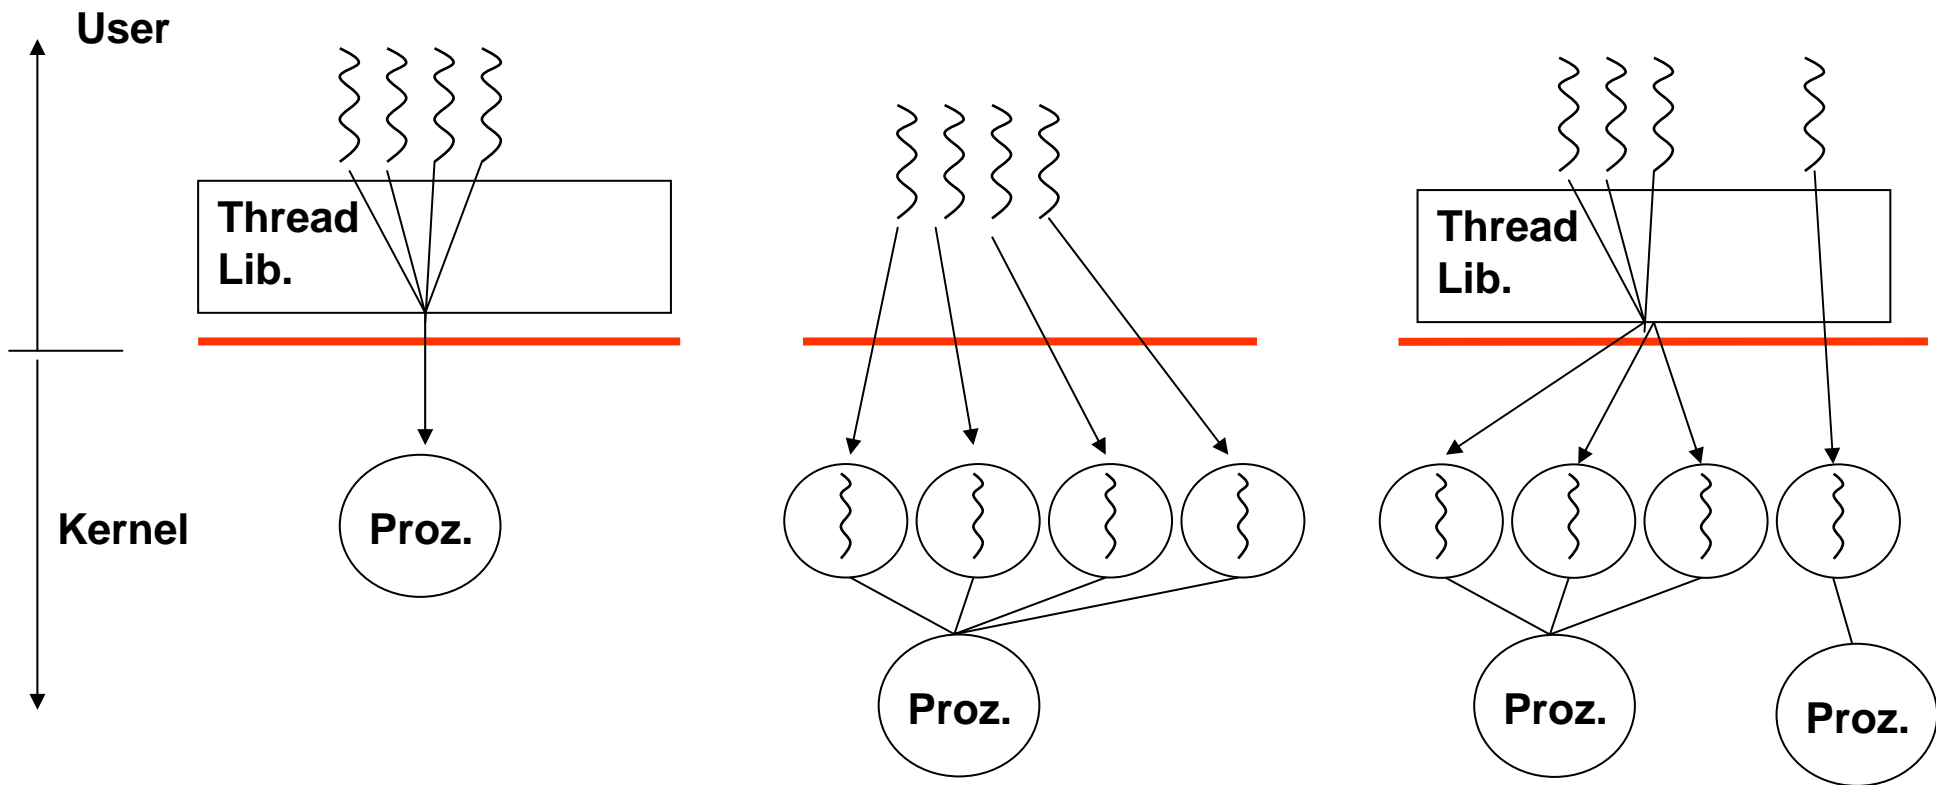 User
Thread
Lib.
Thread
Lib.
Kernel
Proz.
Proz.
Proz.
Proz.